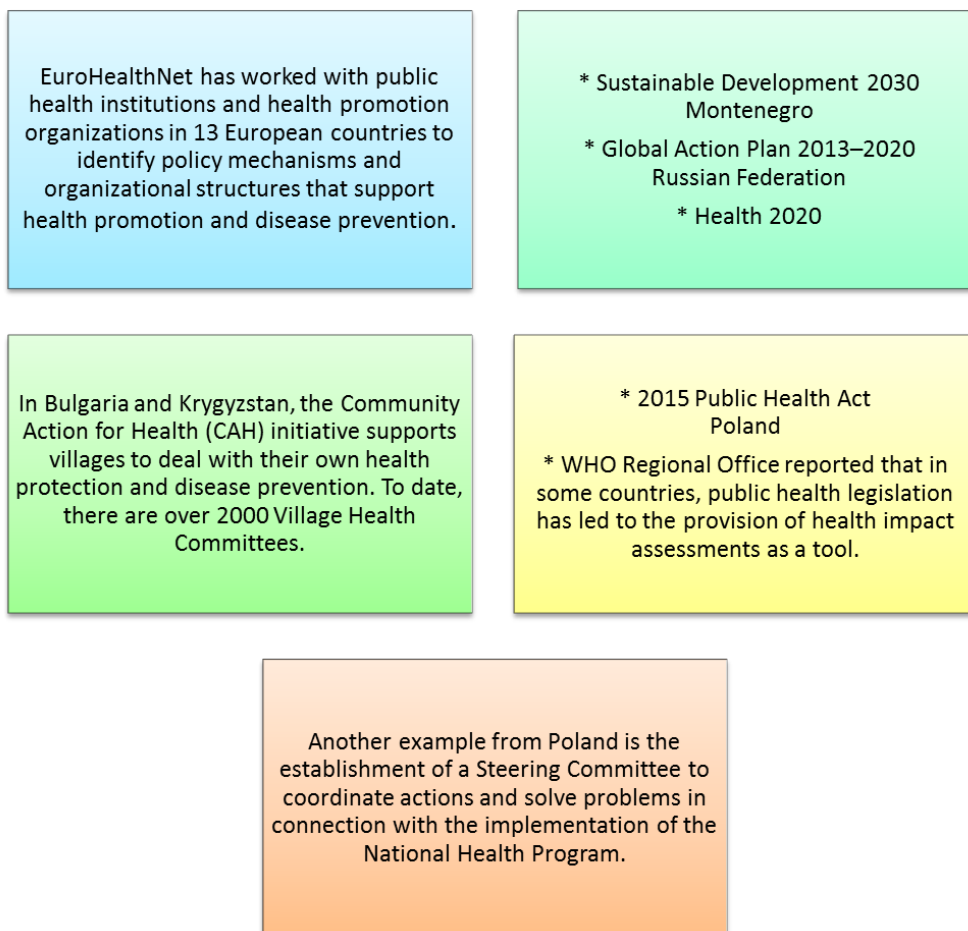 EuroHealthNet has worked with public
health institutions and health promotion
organizations in 13 European countries to
identify policy mechanisms and
organizational structures that support
health promotion and disease prevention.
* Sustainable Development 2030
Montenegro
* Global Action Plan 2013–2020
Russian Federation
* Health 2020
In Bulgaria and Krygyzstan, the Community
Action for Health (CAH) initiative supports
villages to deal with their own health
protection and disease prevention. To date,
there are over 2000 Village Health
Committees.
* 2015 Public Health Act
Poland
* WHO Regional Office reported that in
some countries, public health legislation
has led to the provision of health impact
assessments as a tool.
Another example from Poland is the
establishment of a Steering Committee to
coordinate actions and solve problems in
connection with the implementation of the
National Health Program.